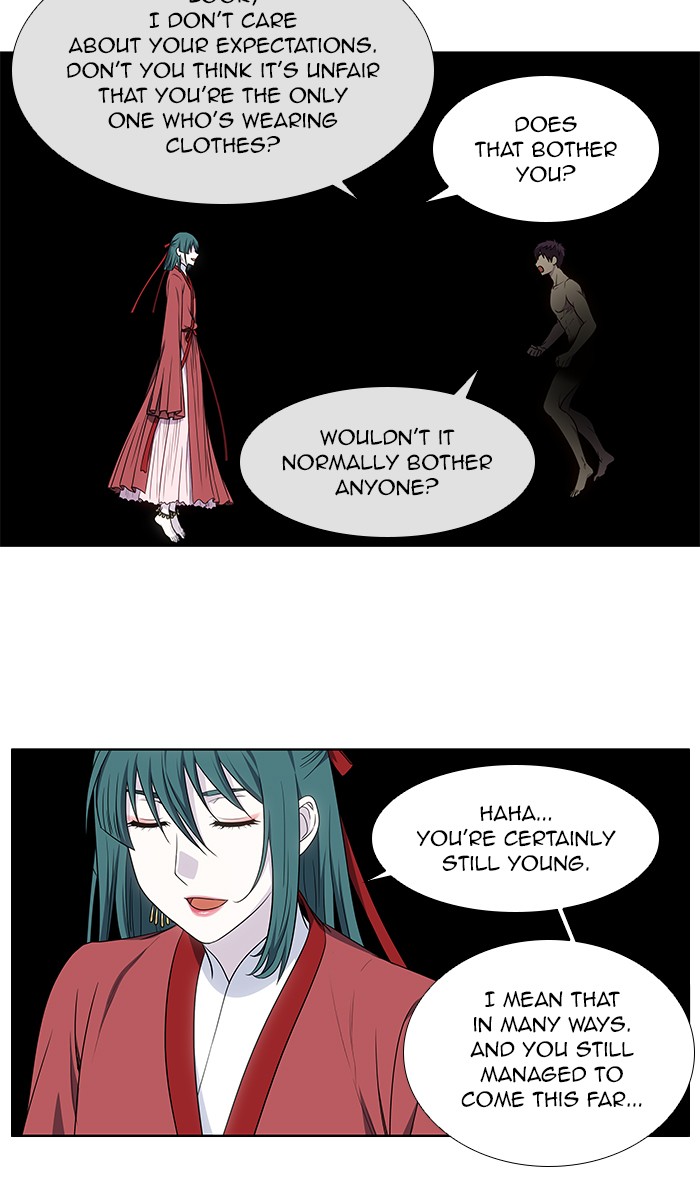 I DON'T CARE
ABOUT YOUR EXPECTATIONS.
DON'T YOU THINK IT'S UNFAIR
THAT YOU'RE THE ONLY
ONE WHO'S WEARING
CLOTHES?
DOES
THAT BOTHER
YOU?
WOULDN'T IT
NORMALLY BOTHER
ANYONE?
HAHA...
YOU'RE CERTAINLY
STILL YOUNG.
I MEAN THAT
IN MANY WAYS.
AND YOU STILL
MANAGED TO
COME THIS FAR...